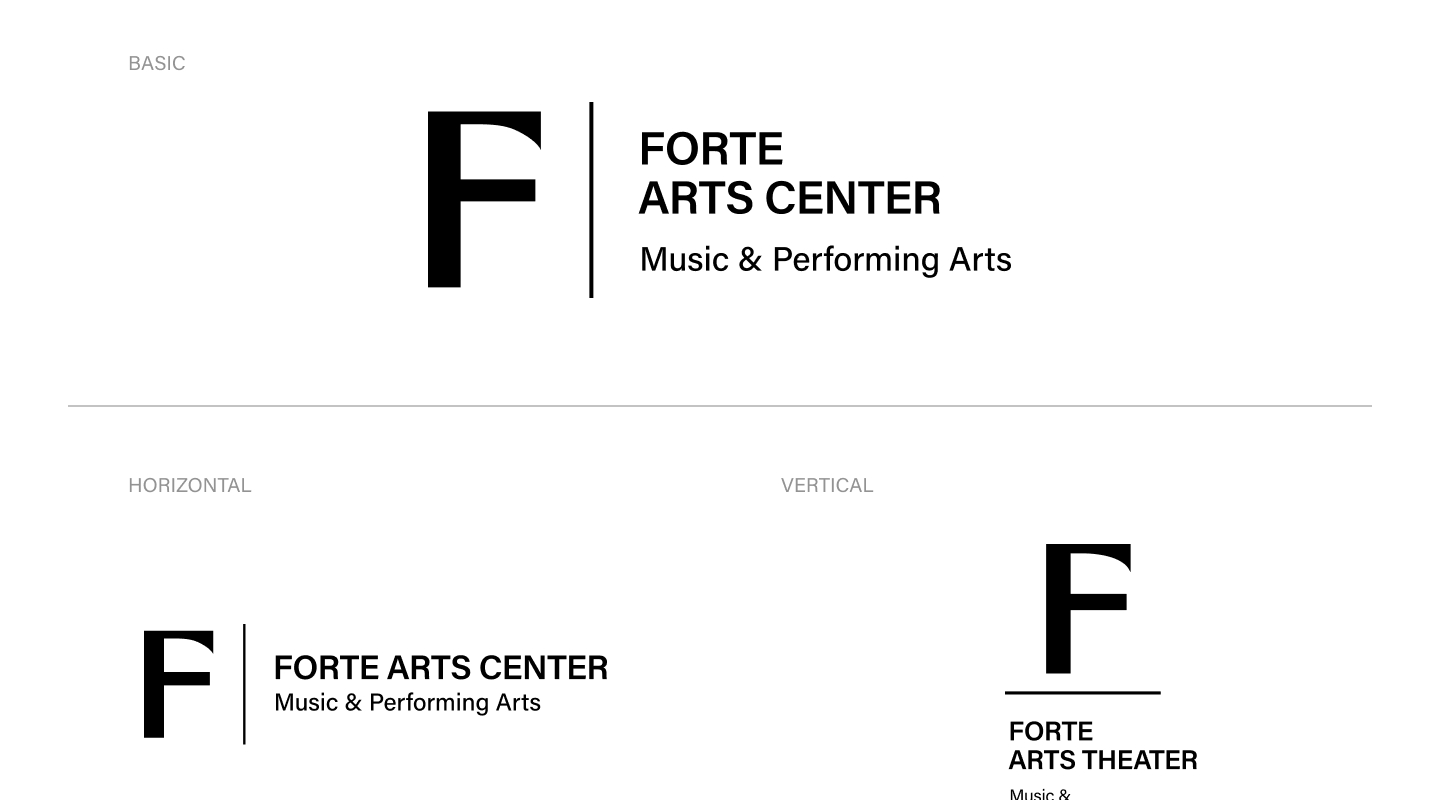 BASIC
F
FORTE
ARTS CENTER
Music & Performing Arts
HORIZONTAL
F
FORTE ARTS CENTER
Music & Performing Arts
VERTICAL
F
FORTE
ARTS THEATER
Music &